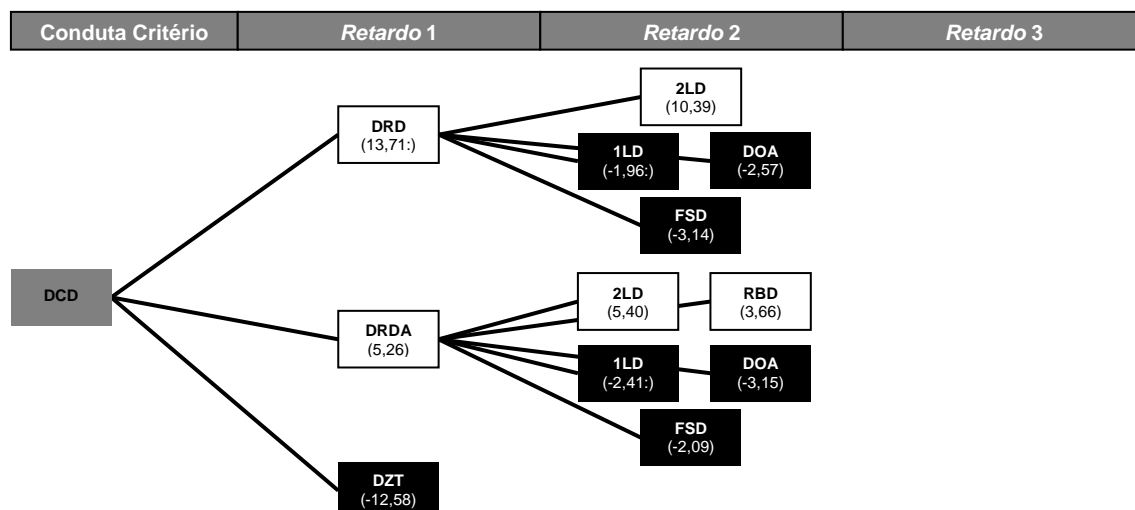 Conduta Critério Retardo 1 Retardo 2 Retardo 3
2LD
(10,39)
DRD
(13,71:)
1LD
(-1,96:)
DOA
(-2,57)
FSD
(-3,14)
DCD
2LD
(5,40)
RBD
(3,66)
DRDA
(5,26)
1LD
(-2,41:)
DOA
(-3,15)
FSD
(-2,09)
DZT
(-12,58)